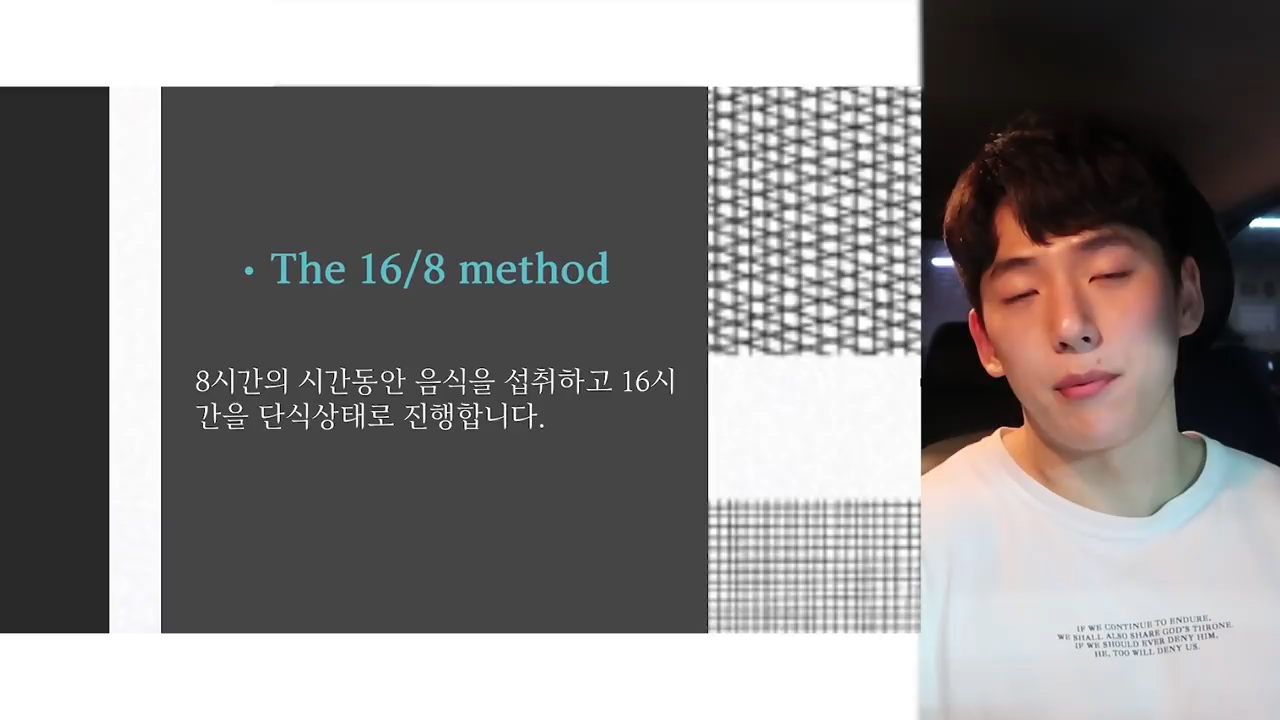 • The 16/8 method
8시간의 시간동안 음식을 섭취하고 16시
간을 단식상태로 진행합니다.
IF WE CONTINUE TO ENDURE,
WE SHALL ALSO SHARE GOD'S THRONE.
IF WE SHOULD EVER DENY HIM,
HE, TOO WILL DENY US.